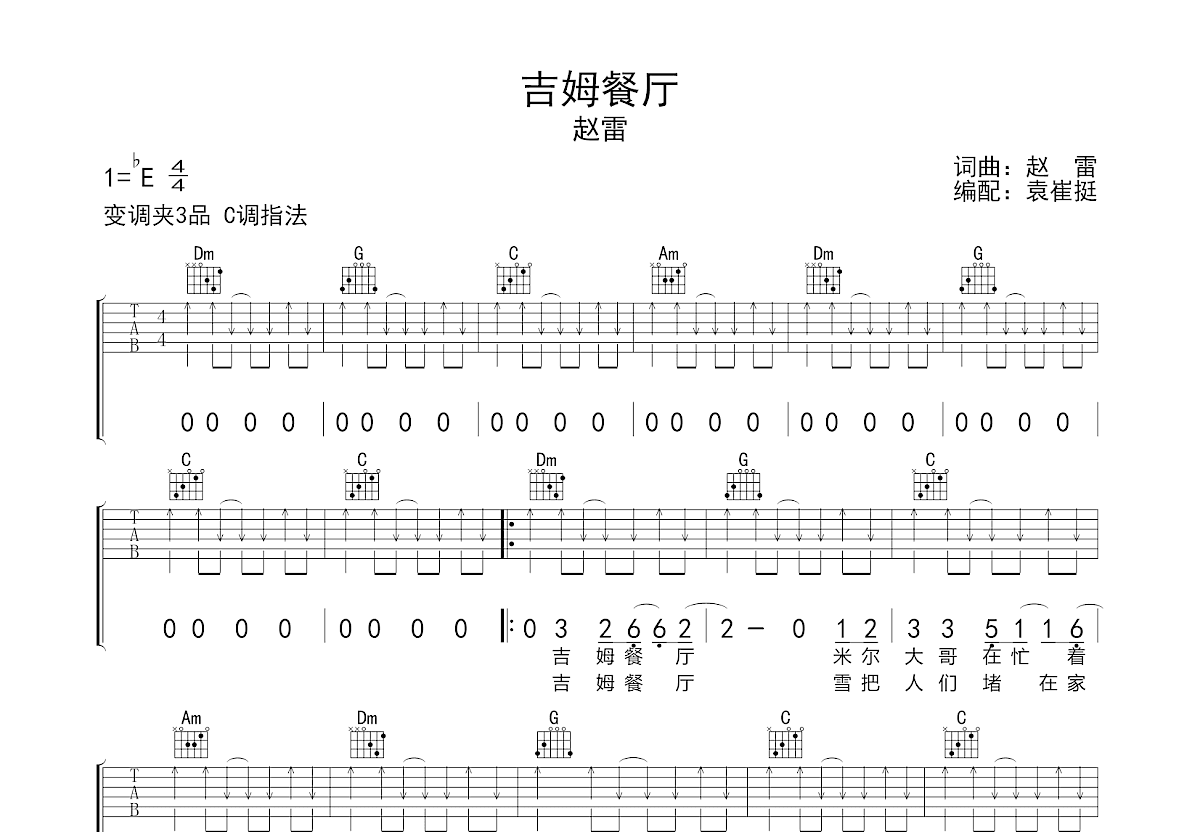 吉姆餐厅
赵雷
1=♭E 4/4
词曲：赵 雷
编配：袁崔挺
变调夹3品 C调指法
Dm G C Am Dm G
T A B 4 4
0 0 0 0 | 0 0 0 0 | 0 0 0 0 | 0 0 0 0 | 0 0 0 0 | 0 0 0 0 |
C C Dm G C
T A B
0 0 0 0 | 0 0 0 0 |: 0 3 2 6 6 2 | 2 - 0 1 2 | 3 3 5 1 1 6 |
吉 姆 餐 厅 米 尔 大 哥 在 忙 着
吉 姆 餐 厅 雪 把 人 们 堵 在 家
Am Dm G C C
T A B